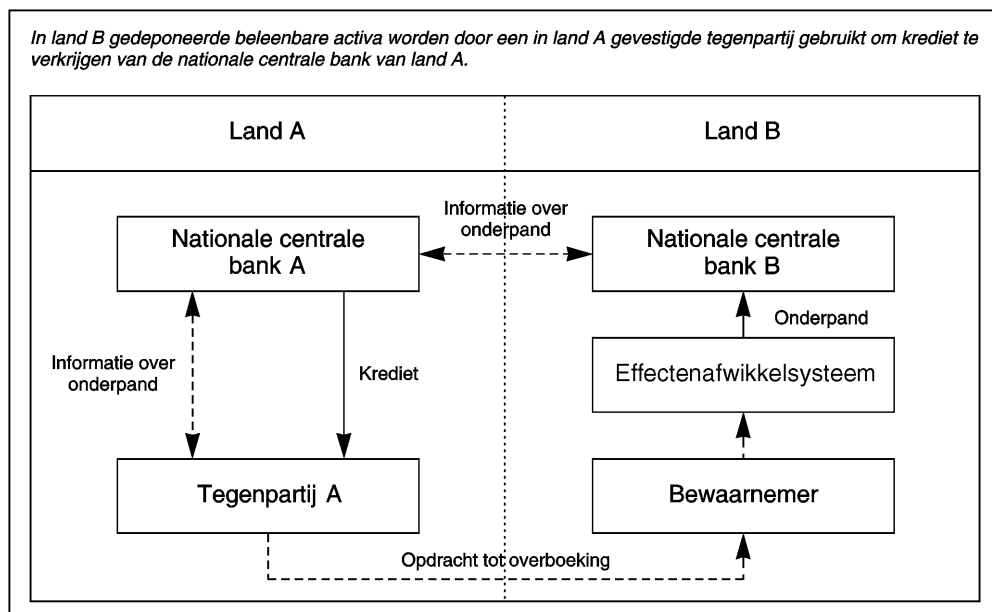 In land B gedeponeerde beleenbare activa worden door een in land A gevestigde tegenpartij gebruikt om krediet te
verkrijgen van de nationale centrale bank van land A.
Land A
Land B
Nationale centrale
bank A
Informatie over
onderpand
Nationale centrale
bank B
Informatie over
onderpand
Krediet
Onderpand
Effectenafwikkelsysteem
Tegenpartij A
Bewaarnemer
Opdracht tot overboeking